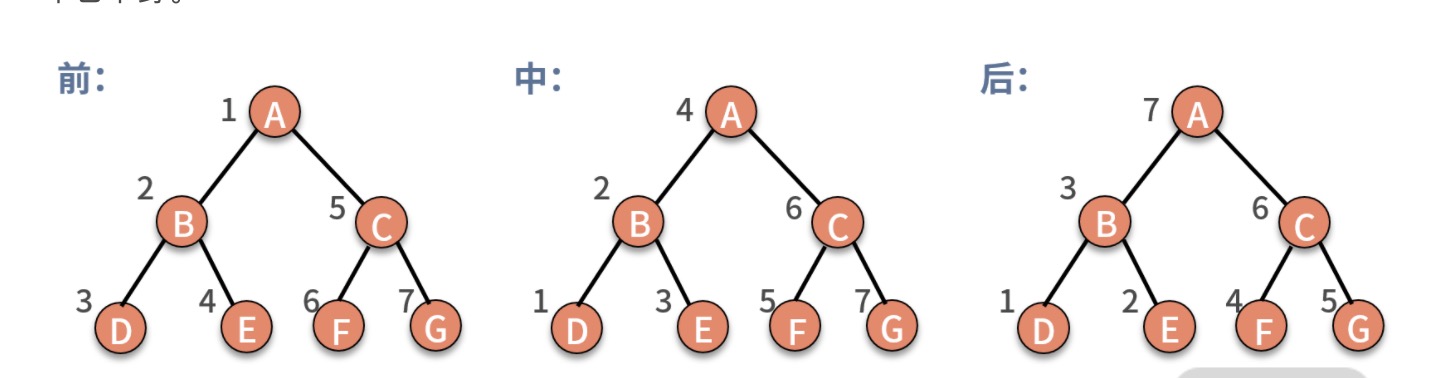 前： 中： 后：
1 A 4 A 7 A
2 B 5 C 2 B 6 C 3 B 6 C
3 D 4 E 6 F 7 G 1 D 3 E 5 F 7 G 1 D 2 E 4 F 5 G